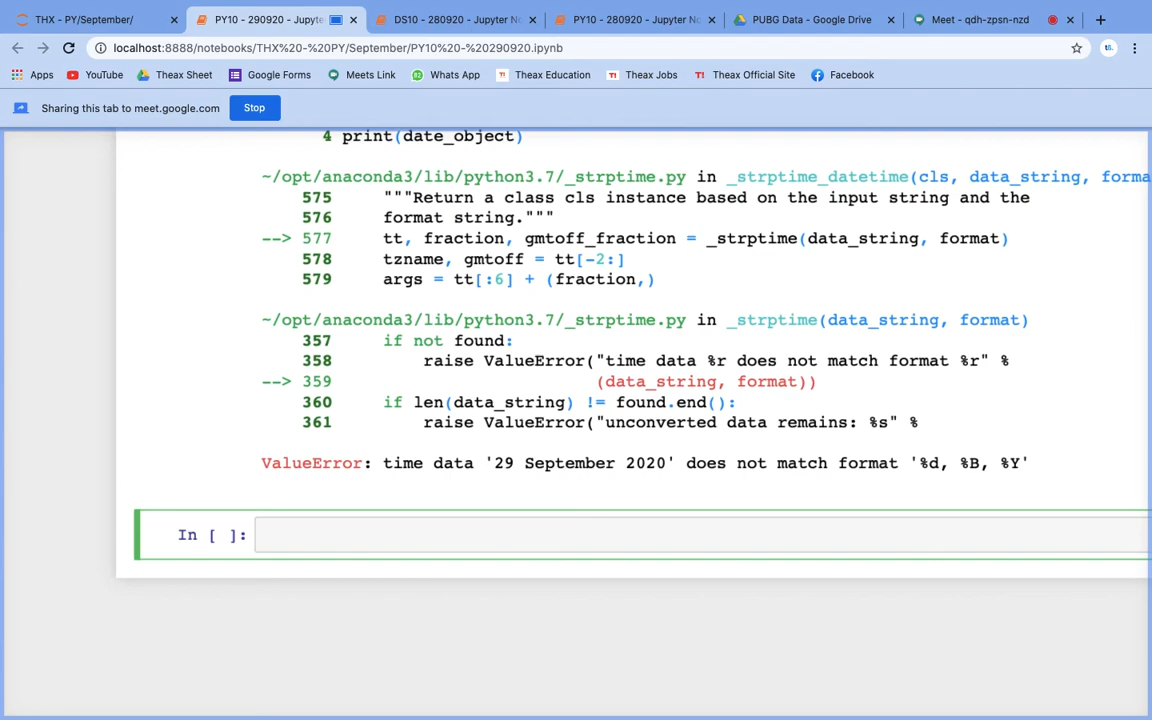 THX - PY/September/
PY10 - 290920 - Jupyte
DS10 - 280920 - Jupyter No
PY10 - 280920 - Jupyter No
PUBG Data - Google Drive
Meet - qdh-zpsn-nzd
localhost:8888/notebooks/THX%20-%20PY/September/PY10%20-%20290920.ipynb
Apps YouTube Theax Sheet Google Forms Meets Link Whats App Theax Education Theax Jobs Theax Official Site Facebook
Sharing this tab to meet.google.com Stop
4 print(date_object)
~/opt/anaconda3/lib/python3.7/_strptime.py in _strptime_datetime(cls, data_string, forma
575 """Return a class cls instance based on the input string and the
576 format string."""
--> 577 tt, fraction, gmtoff_fraction = _strptime(data_string, format)
578 tzname, gmtoff = tt[-2:]
579 args = tt[:6] + (fraction,)
~/opt/anaconda3/lib/python3.7/_strptime.py in _strptime(data_string, format)
357 if not found:
358 raise ValueError("time data %r does not match format %r" %
--> 359 (data_string, format))
360 if len(data_string) != found.end():
361 raise ValueError("unconverted data remains: %s" %
ValueError: time data '29 September 2020' does not match format '%d, %B, %Y'
In [ ]: